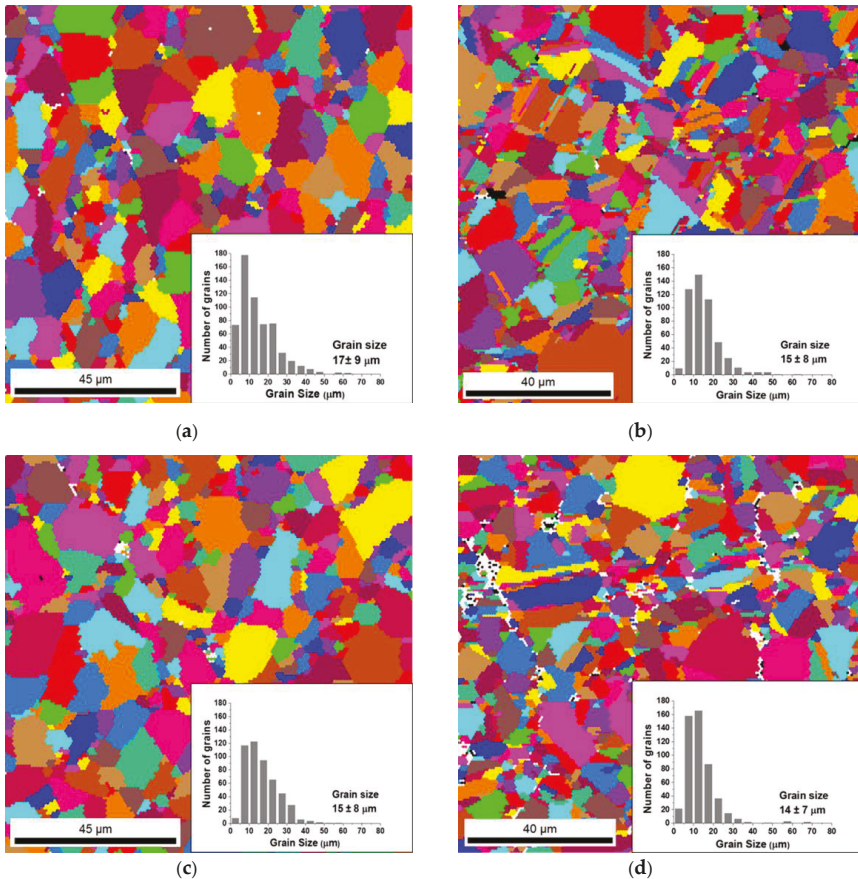 180
160
140
120
100
80
60
40
20
0
Number of grains
Grain size
17± 9 μm
0 10 20 30 40 50 60 70 80
Grain Size (μm)
45 μm
(a)
180
160
140
120
100
80
60
40
20
0
Number of grains
Grain size
15 ± 8 μm
0 10 20 30 40 50 60 70 80
Grain Size (μm)
40 μm
(b)
180
160
140
120
100
80
60
40
20
0
Number of grains
Grain size
15 ± 8 μm
0 10 20 30 40 50 60 70 80
Grain Size (μm)
45 μm
(c)
180
160
140
120
100
80
60
40
20
0
Number of grains
Grain size
14 ± 7 μm
0 10 20 30 40 50 60 70 80
Grain Size (μm)
40 μm
(d)